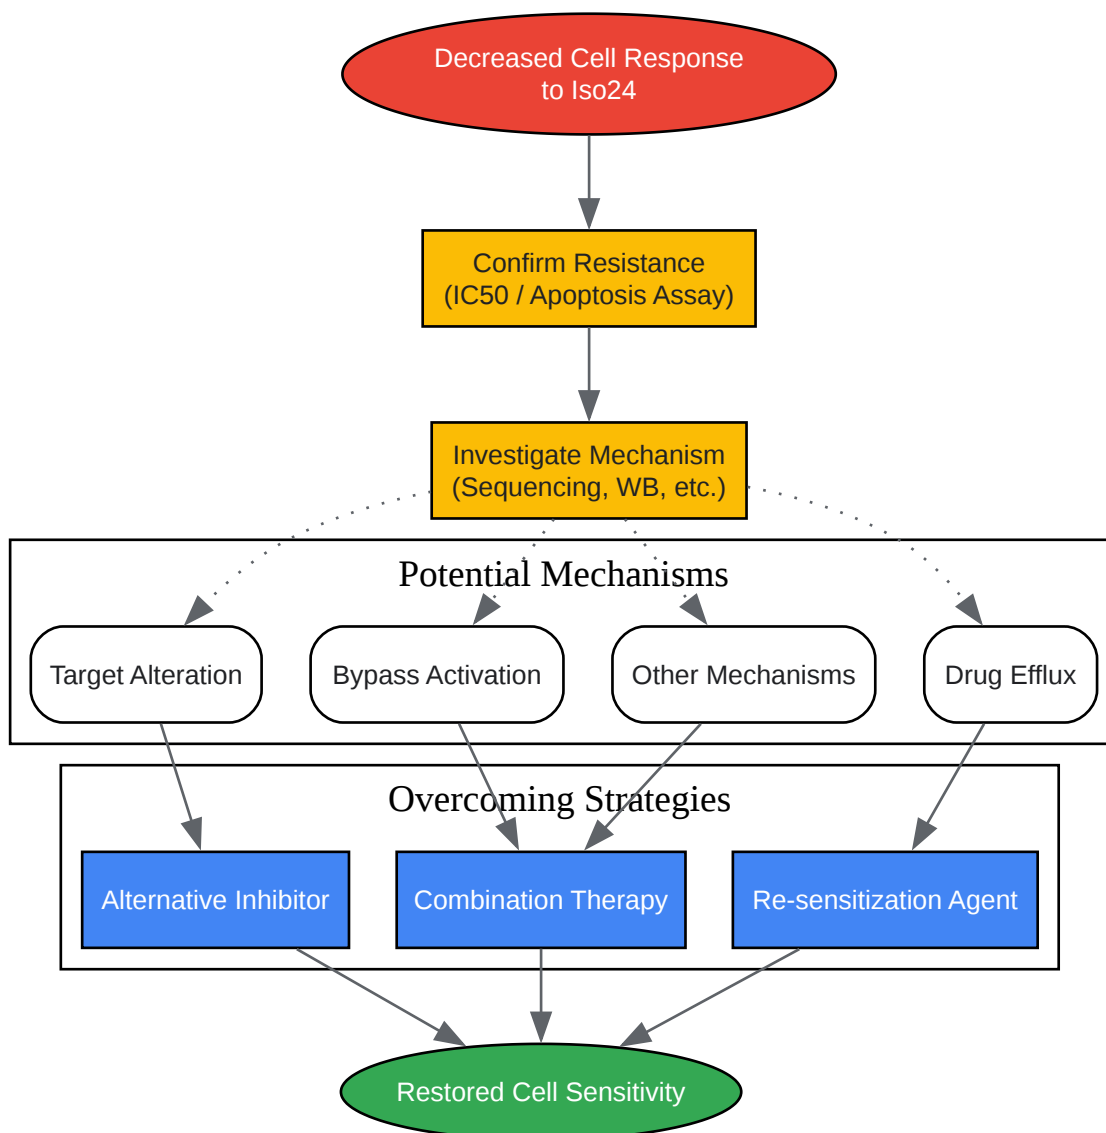 Decreased Cell Response
to Iso24
Confirm Resistance
(IC50 / Apoptosis Assay)
Investigate Mechanism
(Sequencing, WB, etc.)
Potential Mechanisms
Target Alteration
Bypass Activation
Other Mechanisms
Drug Efflux
Overcoming Strategies
Alternative Inhibitor
Combination Therapy
Re-sensitization Agent
Restored Cell Sensitivity